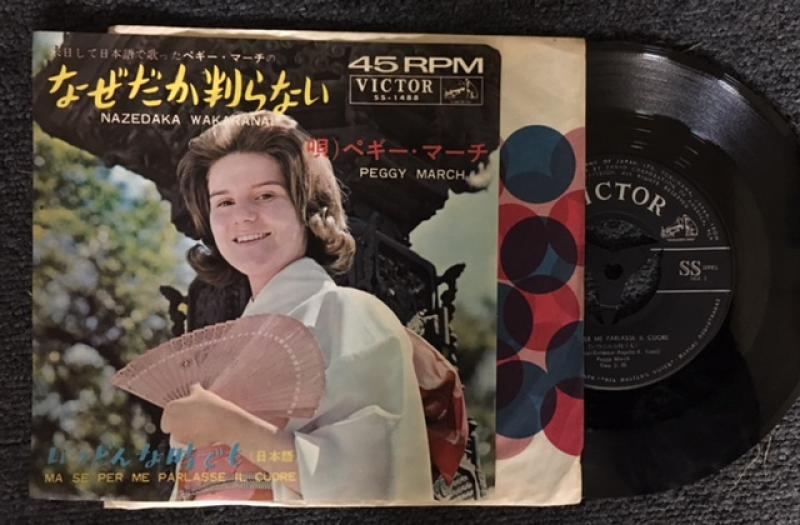 来日して日本語で歌ったペギー・マーチの
なぜだか判らない
NAZEDAKA WAKARANAI
45 RPM
VICTOR
SS-1488
唄)ペギー・マーチ
PEGGY MARCH
いつどんな時でも(日本語)
MA SE PER ME PARLASSE IL CUORE
VICTOR
SS SERIES
PER ME PARLASSE IL CUORE
Peggy March